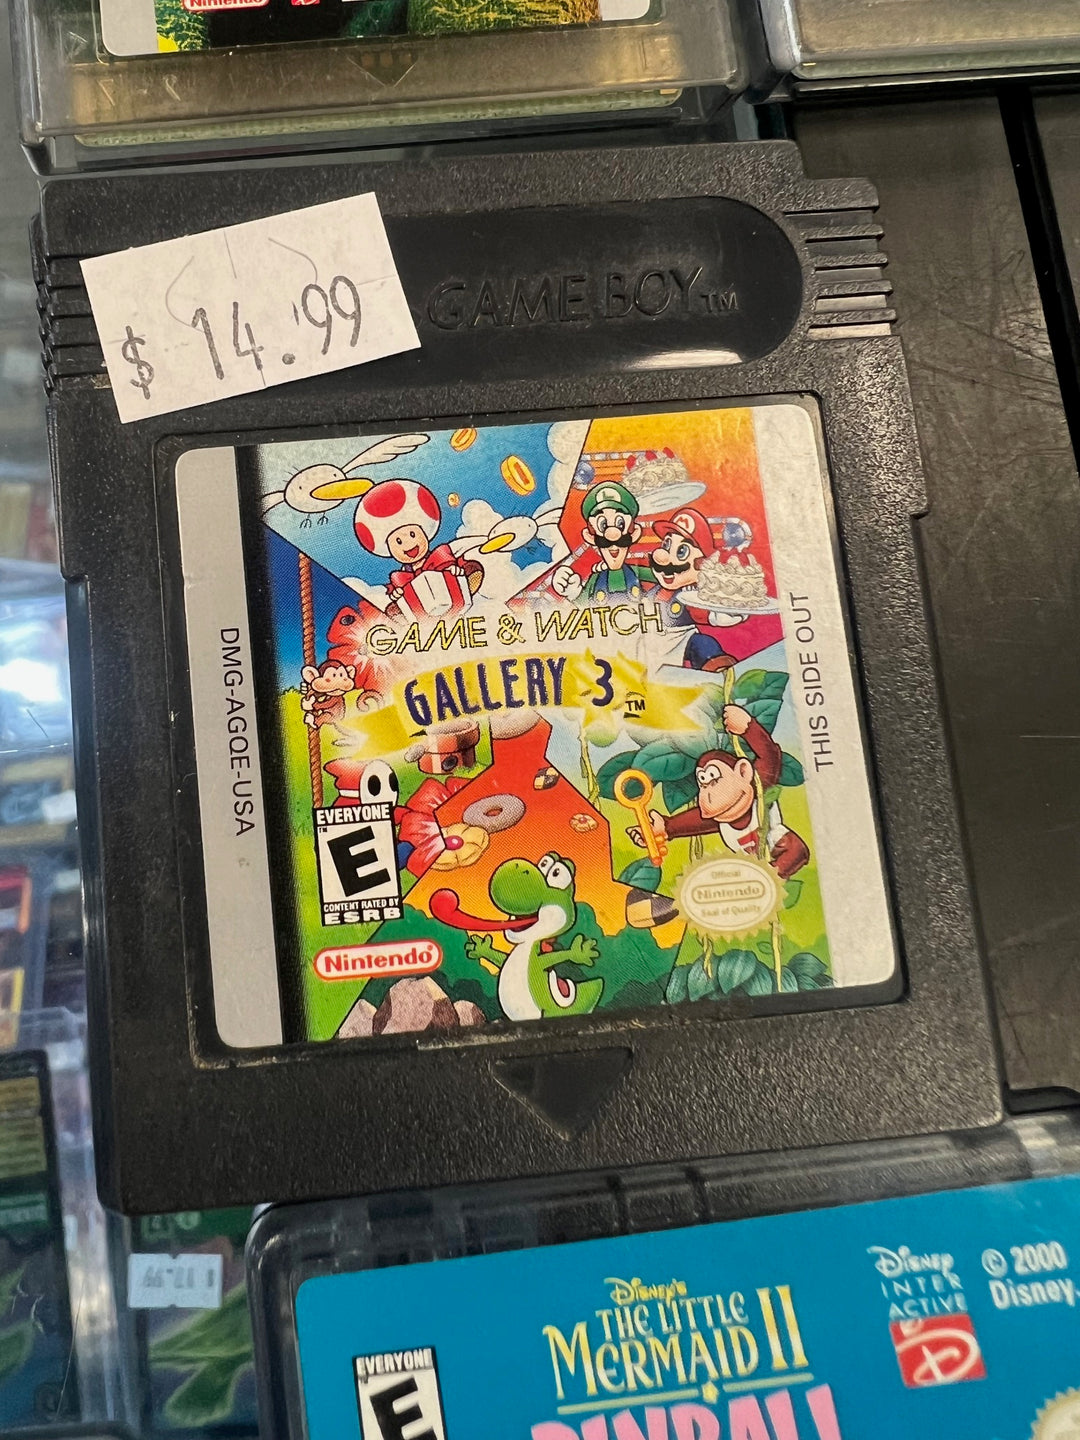 Nintendo
$ 14.99
GAME BOY TM
GAME & WATCH
GALLERY 3 TM
DMG-AGQE-USA
THIS SIDE OUT
EVERYONE
TM
E
CONTENT RATED BY
ESRB
Nintendo®
Official
Nintendo
Seal of Quality
L
M
DISNEY
INTER
ACTIVE
D
© 2000
Disney.
DISNEY'S
THE LITTLE
MERMAID II
PINBALL
EVERYONE
E